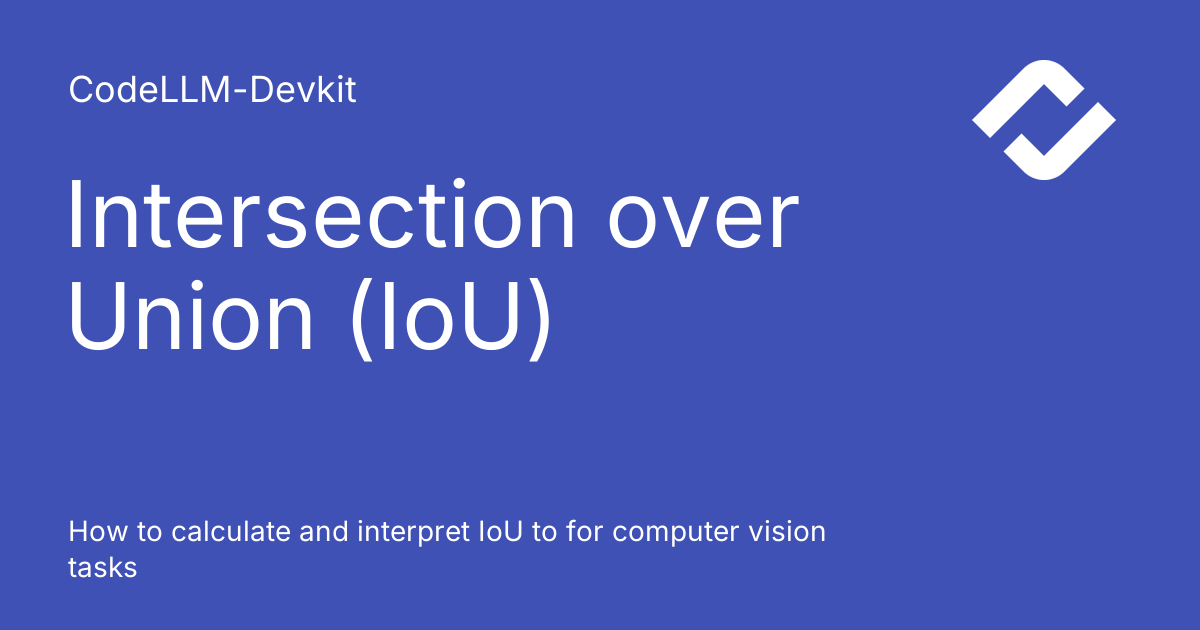 CodeLLM-Devkit
Intersection over
Union (IoU)
How to calculate and interpret IoU to for computer vision
tasks